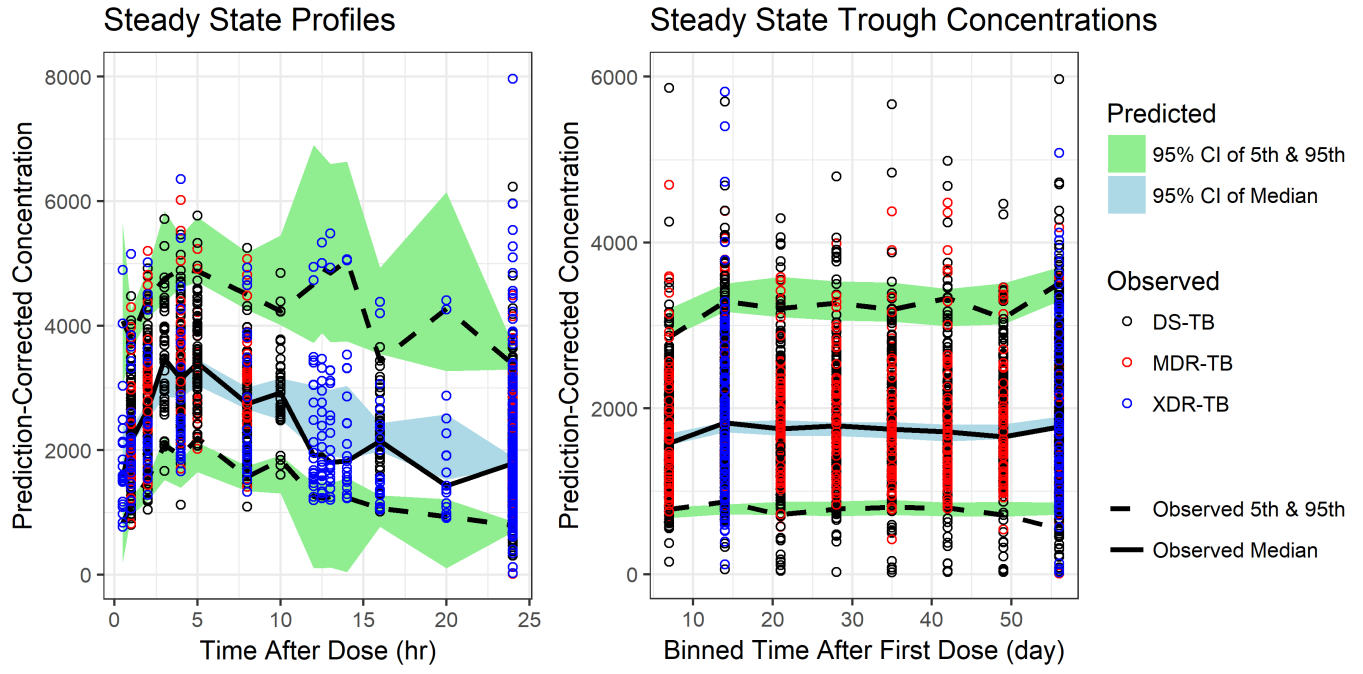 Steady State Profiles
Prediction-Corrected Concentration
8000
6000
4000
2000
0
0 5 10 15 20 25
Time After Dose (hr)
Steady State Trough Concentrations
Prediction-Corrected Concentration
6000
4000
2000
0
10 20 30 40 50
Binned Time After First Dose (day)
Predicted
95% CI of 5th & 95th
95% CI of Median
Observed
DS-TB
MDR-TB
XDR-TB
Observed 5th & 95th
Observed Median